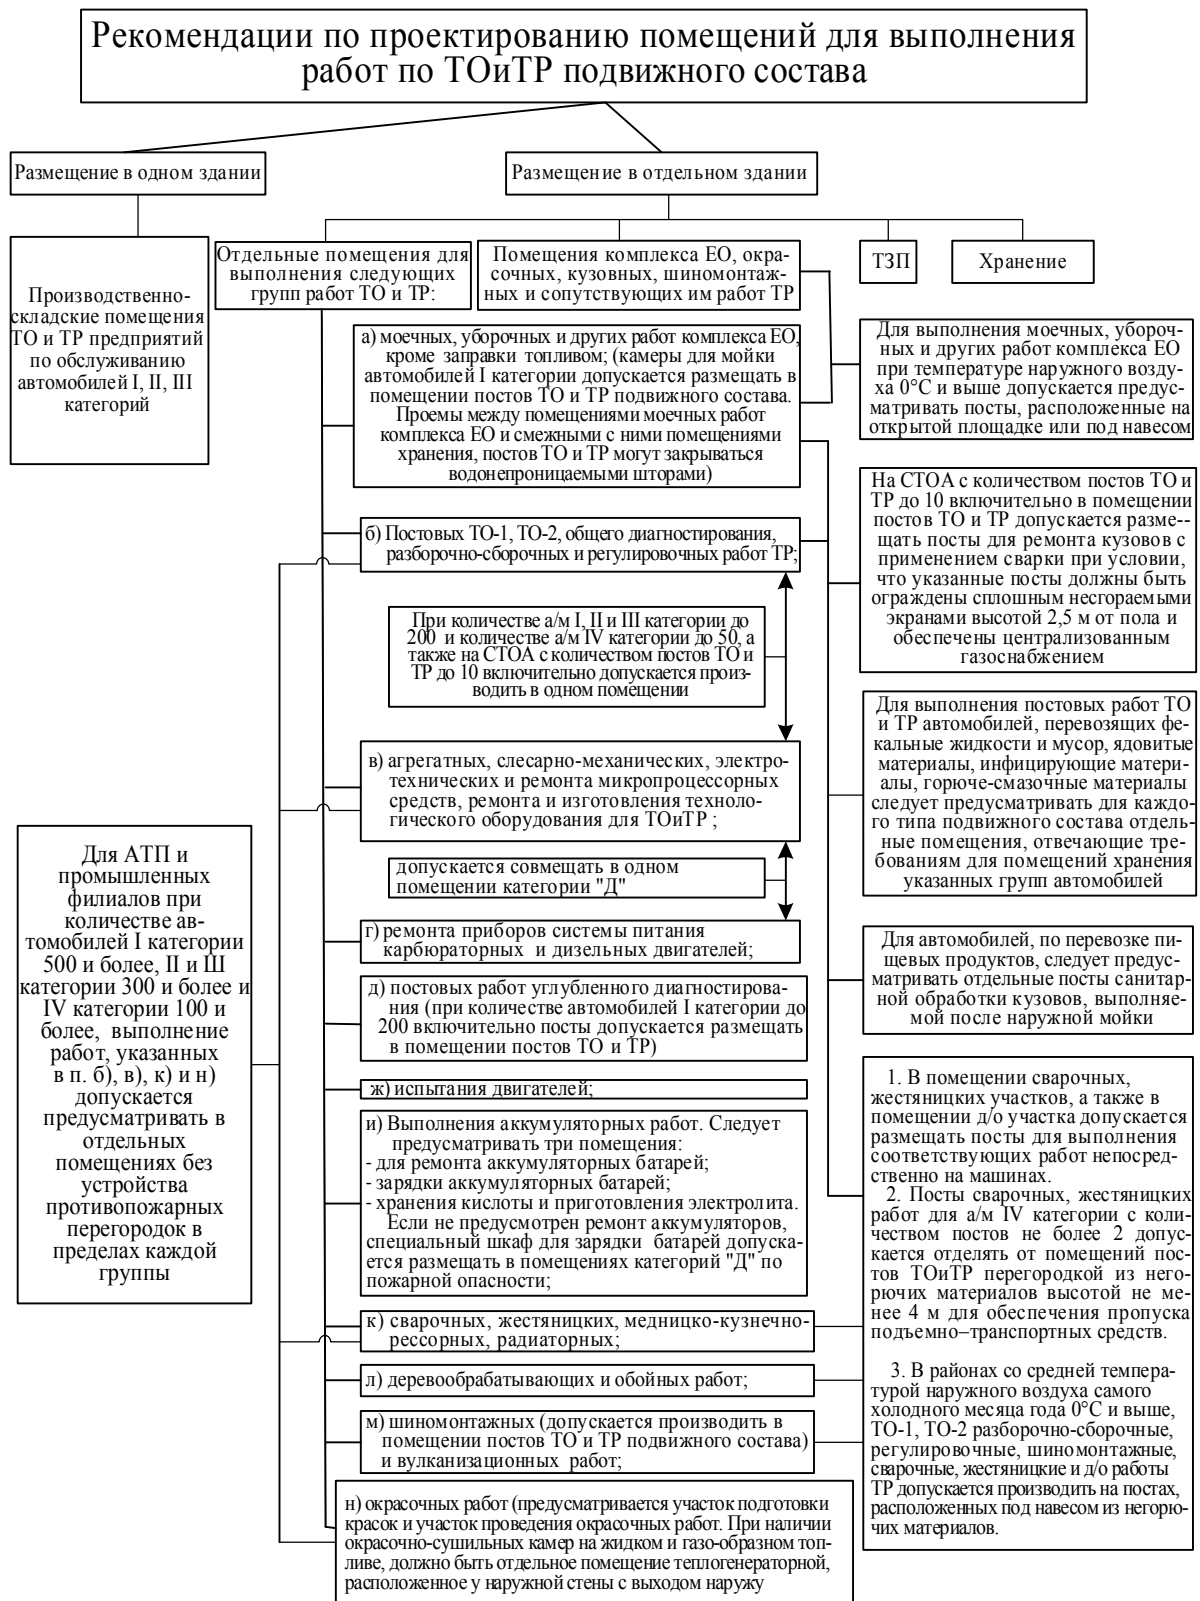 Рекомендации по проектированию помещений для выполнения
работ по ТОиТР подвижного состава
Размещение в одном здании
Размещение в отдельном здании
Производственно-
складские помещения
ТО и ТР предприятий
по обслуживанию
автомобилей I, II, III
категорий
Отдельные помещения для
выполнения следующих
групп работ ТО и ТР:
Помещения комплекса ЕО, окра-
сочных, кузовных, шиномонтаж-
ных и сопутствующих им работ ТР
ТЗП
Хранение
а) моечных, уборочных и других работ комплекса ЕО,
кроме заправки топливом; (камеры для мойки
автомобилей I категории допускается размещать в
помещении постов ТО и ТР подвижного состава.
Проемы между помещениями моечных работ
комплекса ЕО и смежными с ними помещениями
хранения, постов ТО и ТР могут закрываться
водонепроницаемыми шторами)
Для выполнения моечных, убороч-
ных и других работ комплекса ЕО
при температуре наружного возду-
ха 0°С и выше допускается предус-
матривать посты, расположенные на
открытой площадке или под навесом
б) Постовых ТО-1, ТО-2, общего диагностирования,
разборочно-сборочных и регулировочных работ ТР;
На СТОА с количеством постов ТО и
ТР до 10 включительно в помещении
постов ТО и ТР допускается разме--
щать посты для ремонта кузовов с
применением сварки при условии,
что указанные посты должны быть
ограждены сплошным несгораемыми
экранами высотой 2,5 м от пола и
обеспечены централизованным
газоснабжением
При количестве а/м I, II и III категории до
200 и количестве а/м IV категории до 50, а
также на СТОА с количеством постов ТО и
ТР до 10 включительно допускается произ-
водить в одном помещении
Для выполнения постовых работ ТО
и ТР автомобилей, перевозящих фе-
кальные жидкости и мусор, ядовитые
материалы, инфицирующие матери-
алы, горюче-смазочные материалы
следует предусматривать для каждо-
го типа подвижного состава отдель-
ные помещения, отвечающие тре-
бованиям для помещений хранения
указанных групп автомобилей
в) агрегатных, слесарно-механических, электро-
технических и ремонта микропроцессорных
средств, ремонта и изготовления техноло-
гического оборудования для ТОиТР ;
допускается совмещать в одном
помещении категории "Д"
г) ремонта приборов системы питания
карбюраторных и дизельных двигателей;
Для автомобилей, по перевозке пи-
щевых продуктов, следует предус-
матривать отдельные посты санитар-
ной обработки кузовов, выполняе-
мой после наружной мойки
д) постовых работ углубленного диагностирова-
ния (при количестве автомобилей I категории до
200 включительно посты допускается размещать
в помещении постов ТО и ТР)
Для АТП и
промышленных
филиалов при
количестве ав-
томобилей I категории
500 и более, II и Ш
категории 300 и более и
IV категории 100 и
более, выполнение
работ, указанных
в п. б), в), к) и н)
допускается
предусматривать в
отдельных
помещениях без
устройства
противопожарных
перегородок в
пределах каждой
группы
ж) испытания двигателей;
и) Выполнения аккумуляторных работ. Следует
предусматривать три помещения:
- для ремонта аккумуляторных батарей;
- зарядки аккумуляторных батарей;
- хранения кислоты и приготовления электролита.
Если не предусмотрен ремонт аккумуляторов,
специальный шкаф для зарядки батарей допуска-
ется размещать в помещениях категорий "Д" по
пожарной опасности;
1. В помещении сварочных,
жестяницких участков, а также в
помещении д/о участка допускается
размещать посты для выполнения
соответствующих работ непосред-
ственно на машинах.
2. Посты сварочных, жестяницких
работ для а/м IV категории с коли-
чеством постов не более 2 допус-
кается отделять от помещений пос-
тов ТОиТР перегородкой из него-
рючих материалов высотой не ме-
нее 4 м для обеспечения пропуска
подъемно–транспортных средств.
3. В районах со средней темпера-
турой наружного воздуха самого
холодного месяца года 0°С и выше,
ТО-1, ТО-2 разборочно-сборочные,
регулировочные, шиномонтажные,
сварочные, жестяницкие и д/о работы
ТР допускается производить на постах,
расположенных под навесом из негорю-
чих материалов.
к) сварочных, жестяницких, медницко-кузнечно-
рессорных, радиаторных;
л) деревообрабатывающих и обойных работ;
м) шиномонтажных (допускается производить в
помещении постов ТО и ТР подвижного состава)
и вулканизационных работ;
н) окрасочных работ (предусматривается участок подготовки
красок и участок проведения окрасочных работ. При наличии
окрасочно-сушильных камер на жидком и газо-образном топ-
ливе, должно быть отдельное помещение теплогенераторной,
расположенное у наружной стены с выходом наружу